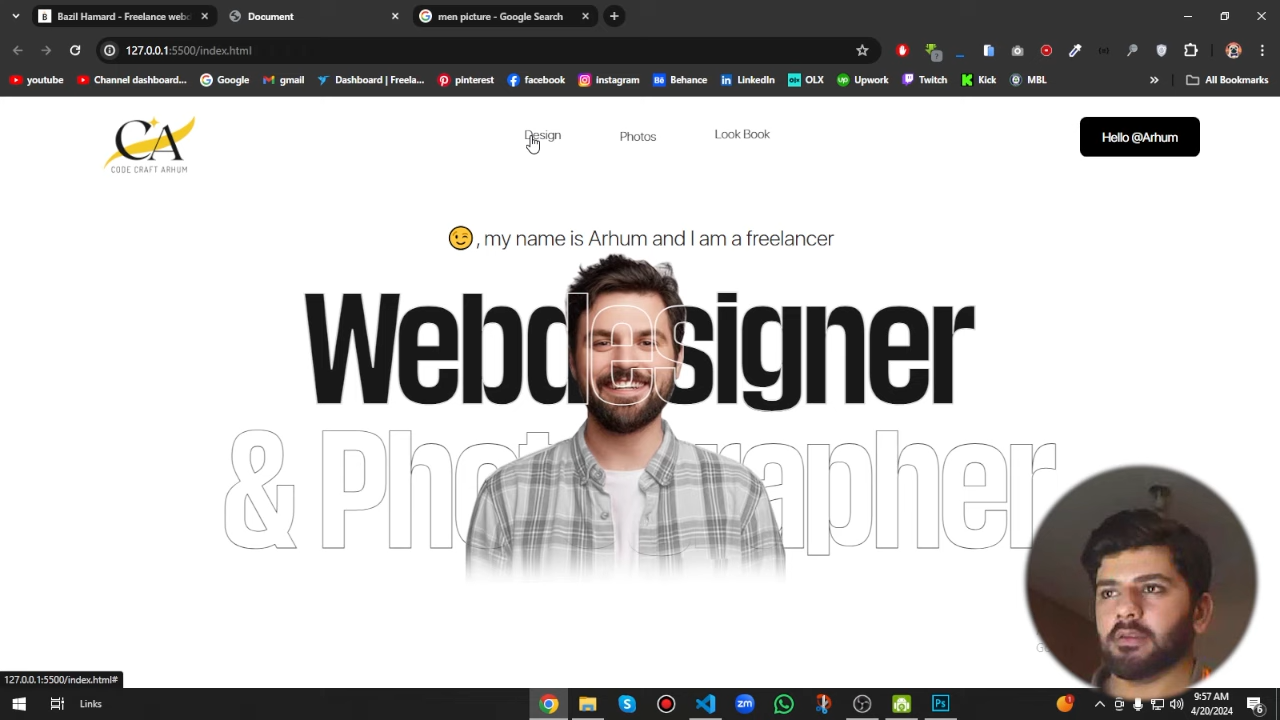 Bazil Hamard - Freelance web
Document
men picture - Google Search
127.0.0.1:5500/index.html
youtube
Channel dashboard...
Google
gmail
Dashboard | Freela...
pinterest
facebook
instagram
Behance
LinkedIn
OLX
Upwork
Twitch
Kick
MBL
All Bookmarks
CA
CODE CRAFT ARHUM
Design
Photos
Look Book
Hello @Arhum
, my name is Arhum and I am a freelancer
Webdesigner
& Photographer
127.0.0.1:5500/index.html#
Links
9:57 AM
4/20/2024